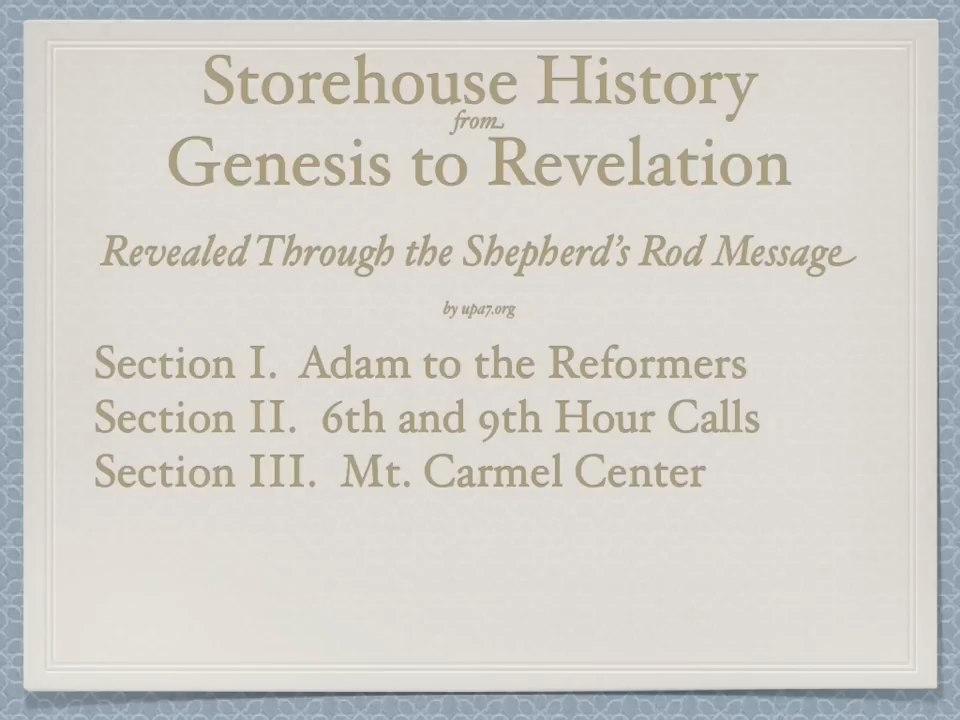 Storehouse History
from
Genesis to Revelation
Revealed Through the Shepherd's Rod Message
by upa7.org
Section I.  Adam to the Reformers
Section II.  6th and 9th Hour Calls
Section III.  Mt. Carmel Center